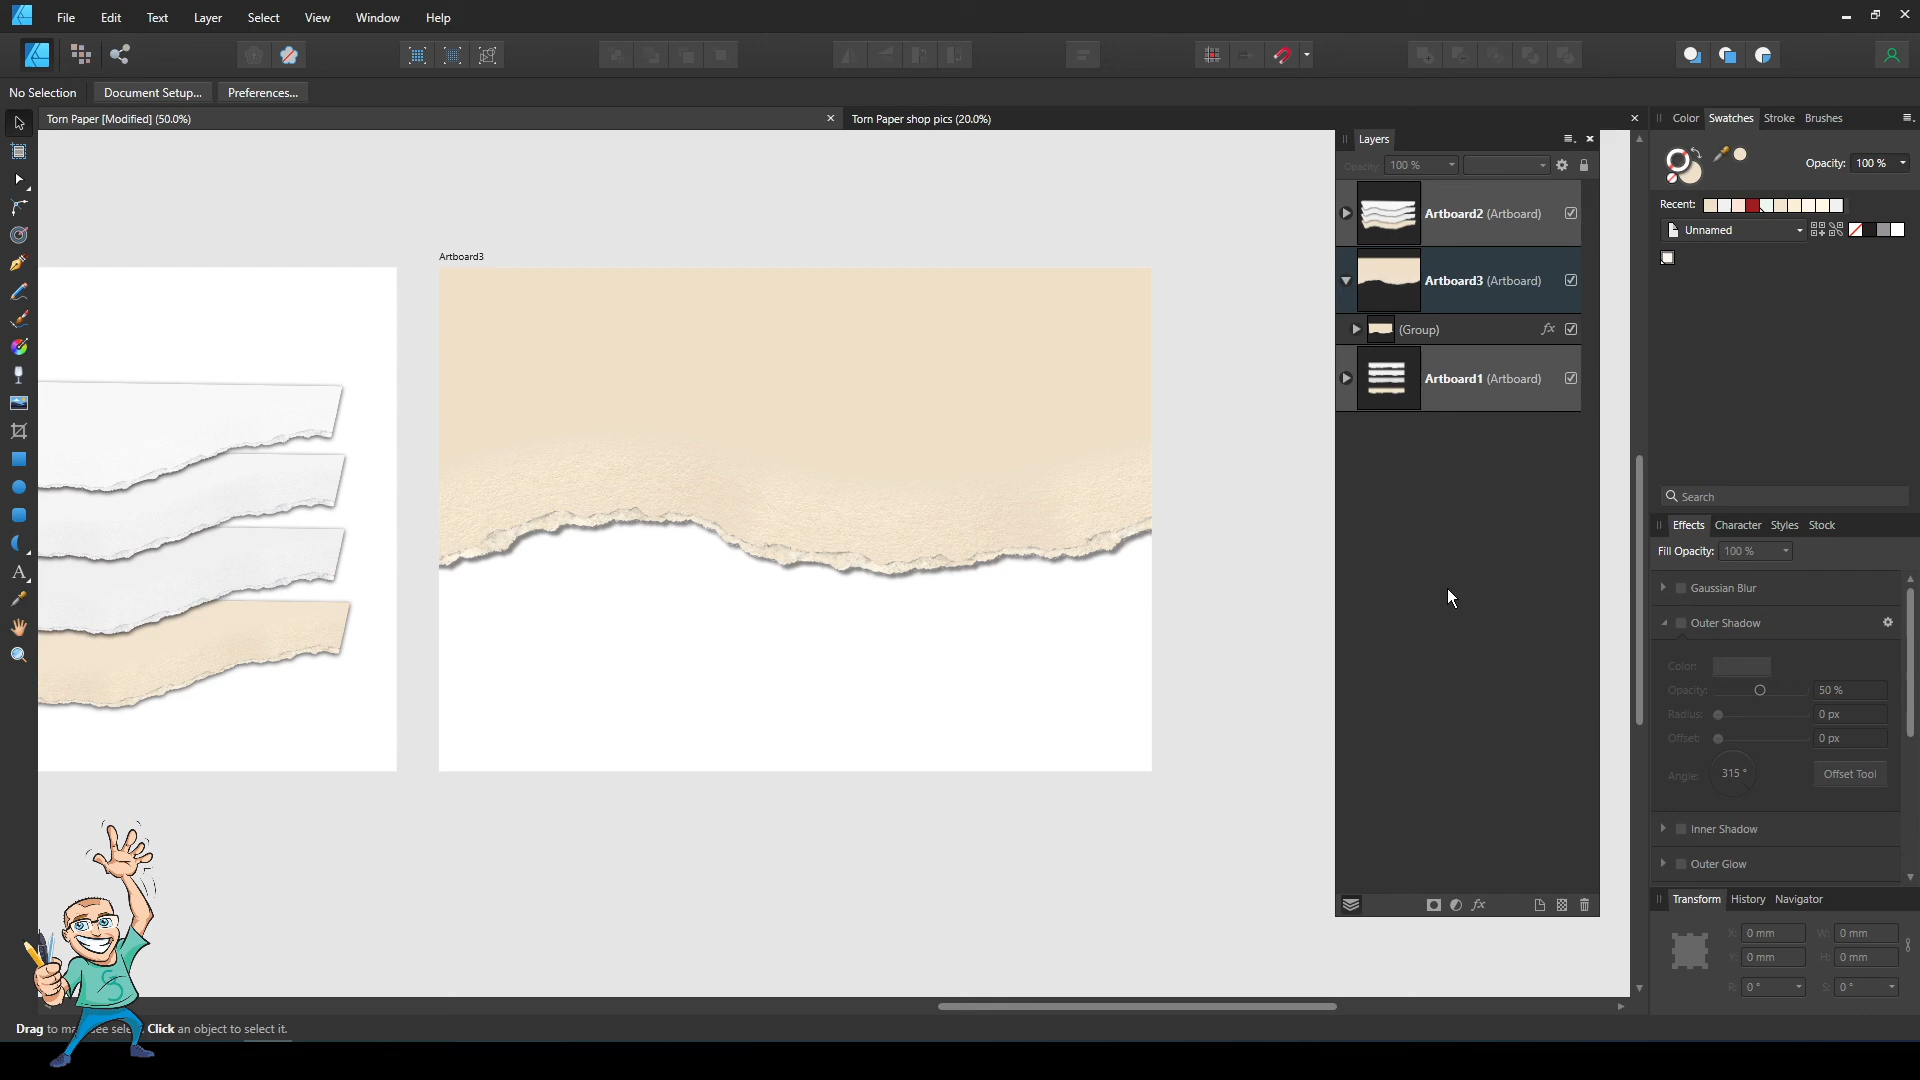 File Edit Text Layer Select View Window Help
No Selection Document Setup... Preferences...
Torn Paper [Modified] (50.0%) Torn Paper shop pics (20.0%)
Artboard3
Layers
Opacity: 100 %
Artboard2 (Artboard)
Artboard3 (Artboard)
(Group) fx
Artboard1 (Artboard)
fx
Color Swatches Stroke Brushes
Opacity: 100 %
Recent:
Unnamed
Search
Effects Character Styles Stock
Fill Opacity: 100 %
Gaussian Blur
Outer Shadow
Color:
Opacity: 50 %
Radius: 0 px
Offset: 0 px
Angle: 315 ° Offset Tool
Inner Shadow
Outer Glow
Transform History Navigator
X: 0 mm W: 0 mm
Y: 0 mm H: 0 mm
R: 0 ° S: 0 °
Drag to Click an object to select it.